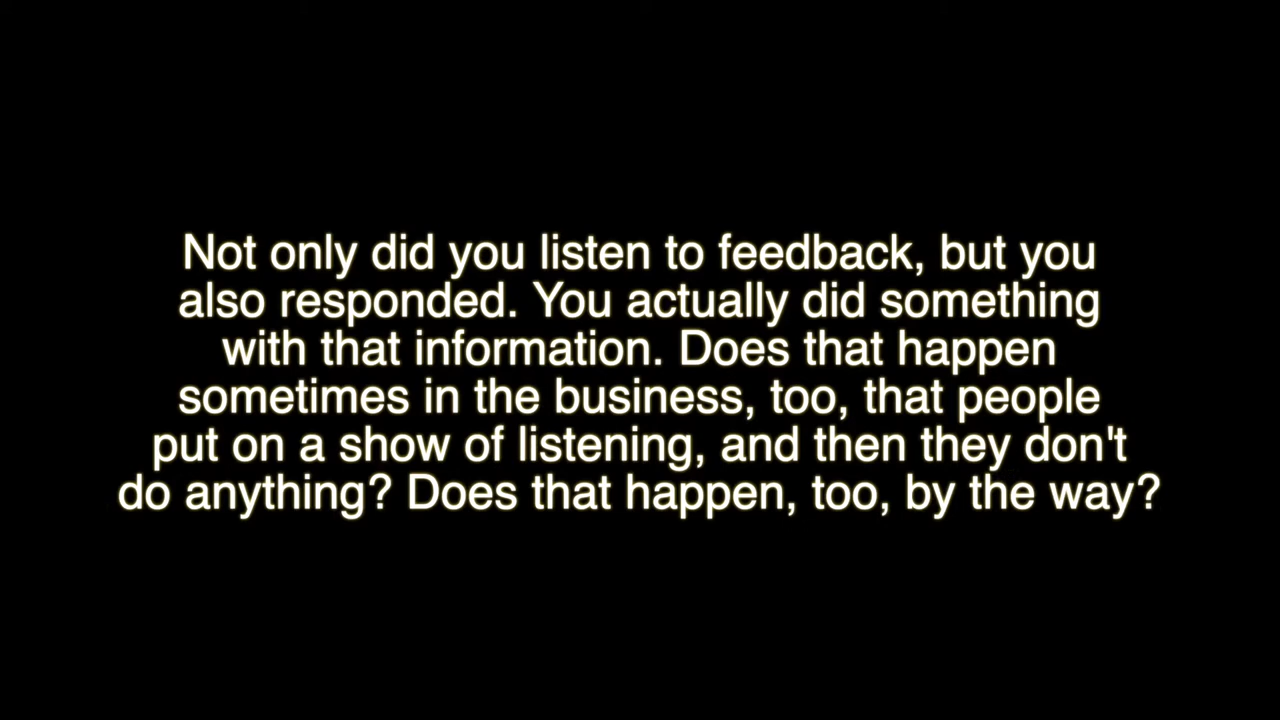 Not only did you listen to feedback, but you
also responded. You actually did something
with that information. Does that happen
sometimes in the business, too, that people
put on a show of listening, and then they don't
do anything? Does that happen, too, by the way?